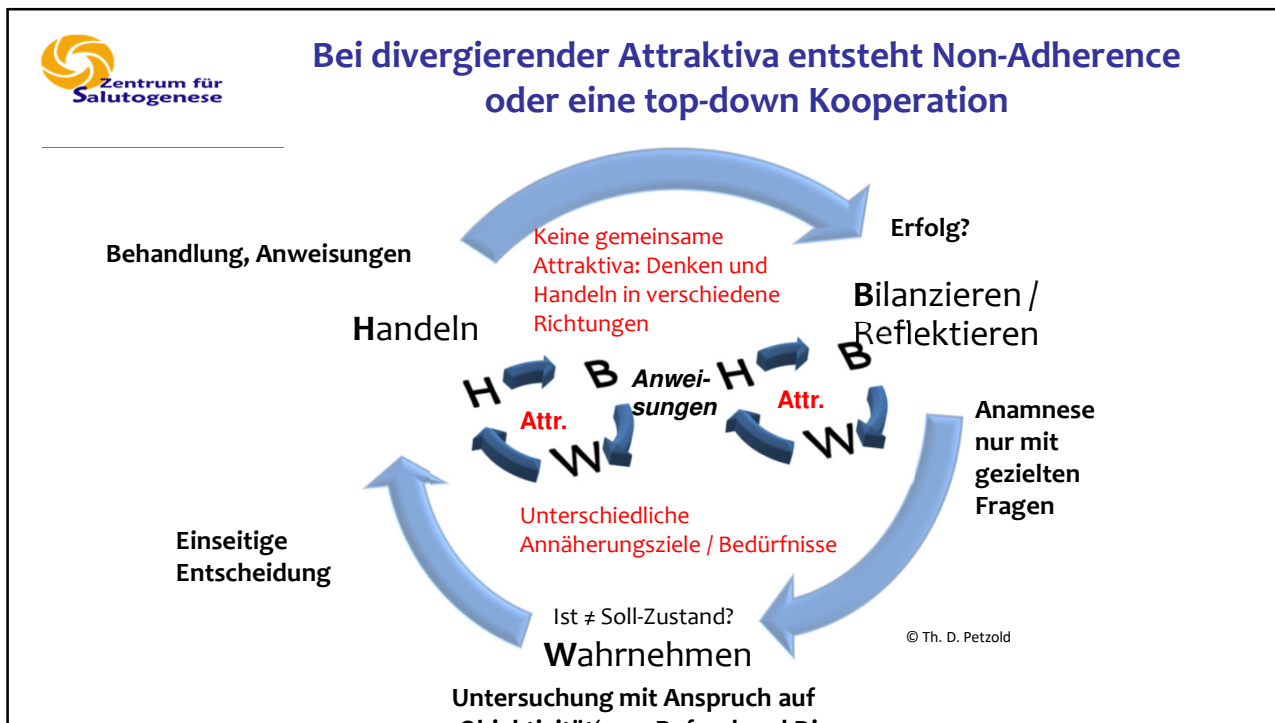 Zentrum für
Salutogenese
Bei divergierender Attraktiva entsteht Non-Adherence
oder eine top-down Kooperation
Behandlung, Anweisungen
Keine gemeinsame
Attraktiva: Denken und
Handeln in verschiedene
Richtungen
Erfolg?
Handeln
Bilanzieren /
Reflektieren
H
B
W
Attr.
Anwei-
sungen
H
B
W
Attr.
Anamnese
nur mit
gezielten
Fragen
Unterschiedliche
Annäherungsziele / Bedürfnisse
Einseitige
Entscheidung
Ist ≠ Soll-Zustand?
Wahrnehmen
© Th. D. Petzold
Untersuchung mit Anspruch auf